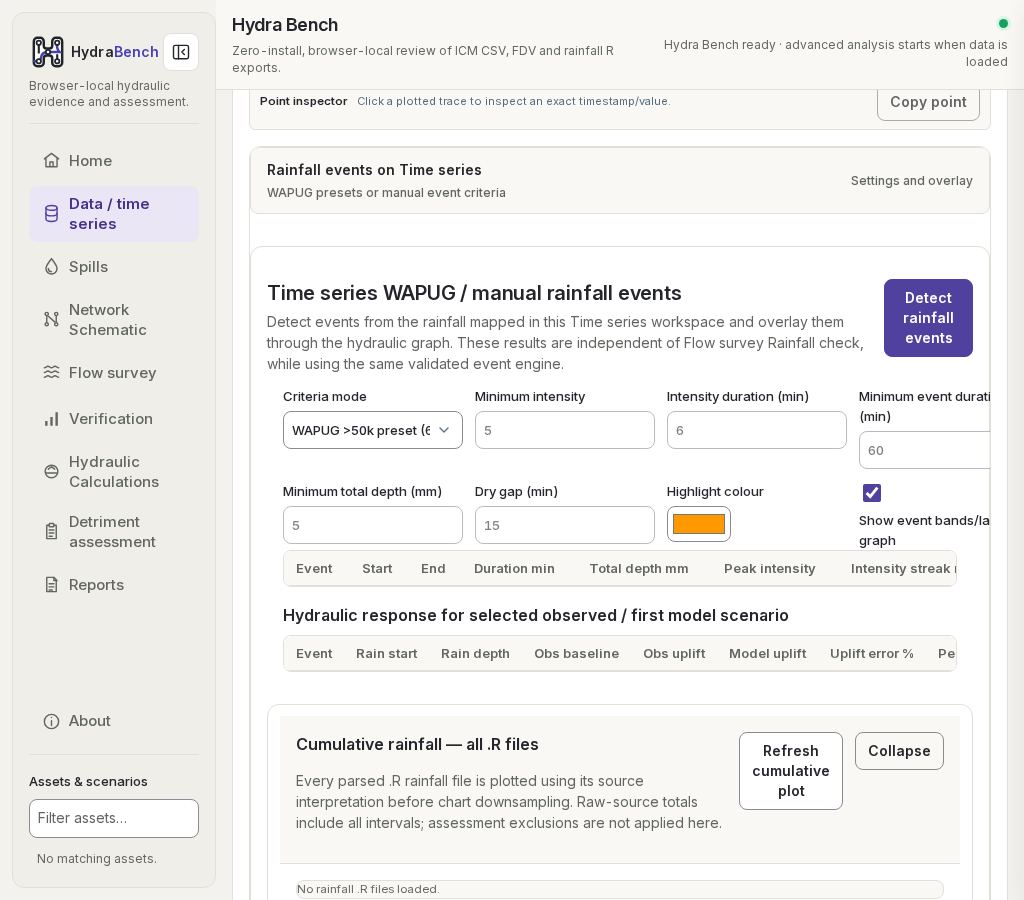 HydraBench
Browser-local hydraulic
evidence and assessment.
Home
Data / time
series
Spills
Network
Schematic
Flow survey
Verification
Hydraulic
Calculations
Detriment
assessment
Reports
About
Assets & scenarios
Filter assets...
No matching assets.
Hydra Bench
Zero-install, browser-local review of ICM CSV, FDV and rainfall R
exports.
Hydra Bench ready · advanced analysis starts when data is
loaded
Point inspector Click a plotted trace to inspect an exact timestamp/value.
Copy point
Rainfall events on Time series
WAPUG presets or manual event criteria
Settings and overlay
Time series WAPUG / manual rainfall events
Detect events from the rainfall mapped in this Time series workspace and overlay them
through the hydraulic graph. These results are independent of Flow survey Rainfall check,
while using the same validated event engine.
Detect
rainfall
events
Criteria mode
WAPUG >50k preset (6
Minimum intensity
5
Intensity duration (min)
6
Minimum event durati
(min)
60
Minimum total depth (mm)
5
Dry gap (min)
15
Highlight colour
Show event bands/la
graph
Event Start End Duration min Total depth mm Peak intensity Intensity streak
Hydraulic response for selected observed / first model scenario
Event Rain start Rain depth Obs baseline Obs uplift Model uplift Uplift error % Pe
Cumulative rainfall — all .R files
Every parsed .R rainfall file is plotted using its source
interpretation before chart downsampling. Raw-source totals
include all intervals; assessment exclusions are not applied here.
Refresh
cumulative
plot
Collapse
No rainfall .R files loaded.